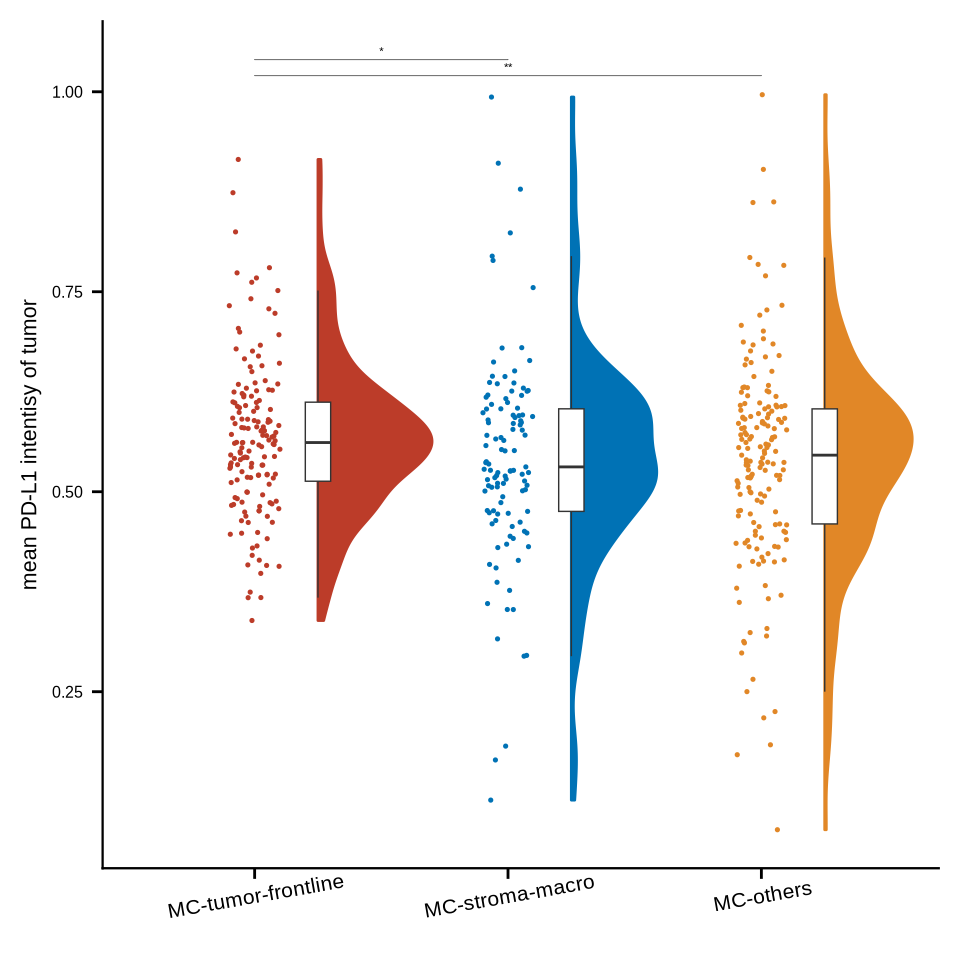 *
**
1.00
0.75
0.50
0.25
mean PD-L1 intentisy of tumor
MC-tumor-frontline
MC-stroma-macro
MC-others